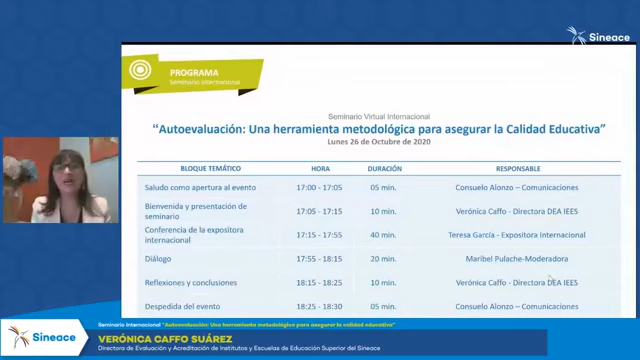 Sineace
PROGRAMA
Seminario Internacional
Seminario Virtual Internacional
“Autoevaluación: Una herramienta metodológica para asegurar la Calidad Educativa”
Lunes 26 de Octubre de 2020
BLOQUE TEMÁTICO HORA DURACIÓN RESPONSABLE
Saludo como apertura al evento 17:00 - 17:05 05 min. Consuelo Alonzo – Comunicaciones
Bienvenida y presentación de
seminario 17:05 - 17:15 10 min. Verónica Caffo - Directora DEA IEES
Conferencia de la expositora
internacional 17:15 - 17:55 40 min. Teresa García - Expositora Internacional
Diálogo 17:55 - 18:15 20 min. Maribel Pulache-Moderadora
Reflexiones y conclusiones 18:15 - 18:25 10 min. Verónica Caffo - Directora DEA IEES
Despedida del evento 18:25 - 18:30 05 min. Consuelo Alonzo – Comunicaciones
Seminario Internacional "Autoevaluación: Una herramienta metodológica para asegurar la calidad educativa"
Sineace
VERÓNICA CAFFO SUÁREZ
Directora de Evaluación y Acreditación de Institutos y Escuelas de Educación Superior del Sineace